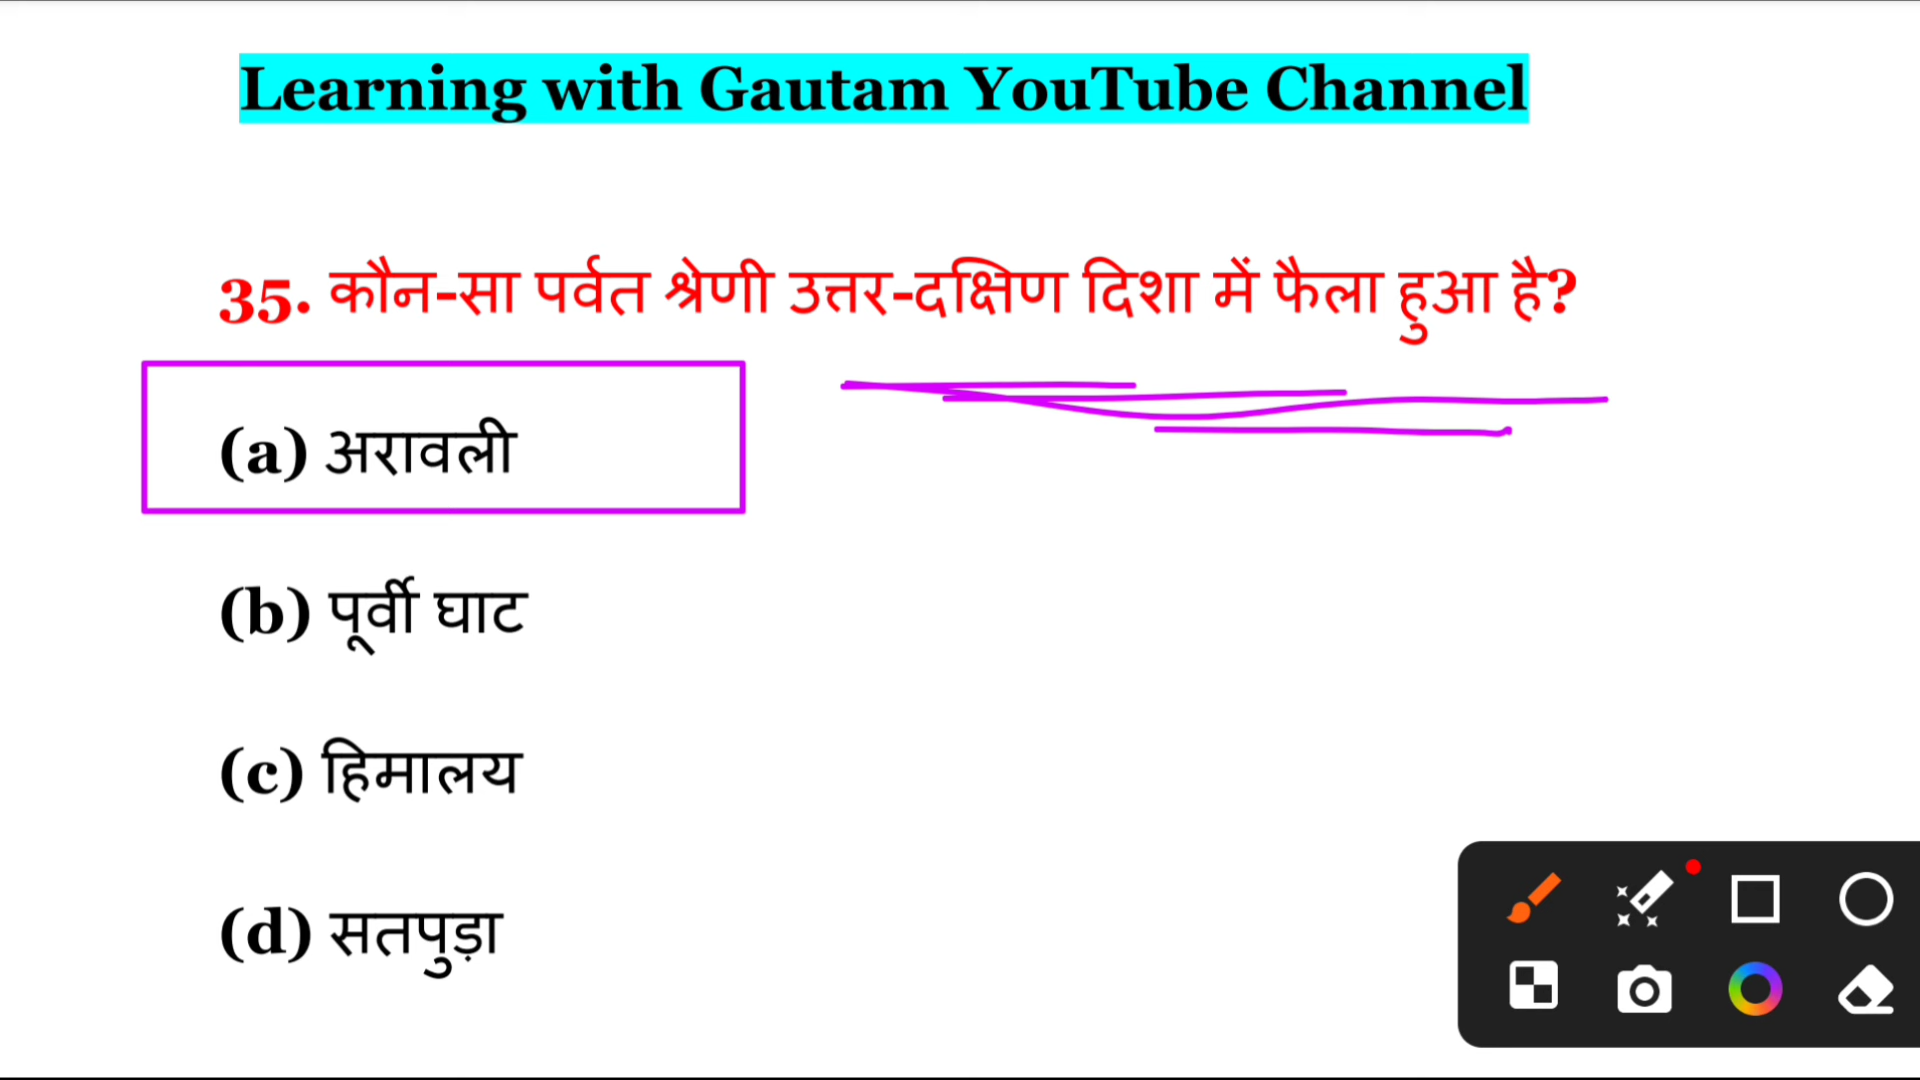 Learning with Gautam YouTube Channel
35. कौन-सा पर्वत श्रेणी उत्तर-दक्षिण दिशा में फैला हुआ है?
(a) अरावली
(b) पूर्वी घाट
(c) हिमालय
(d) सतपुड़ा